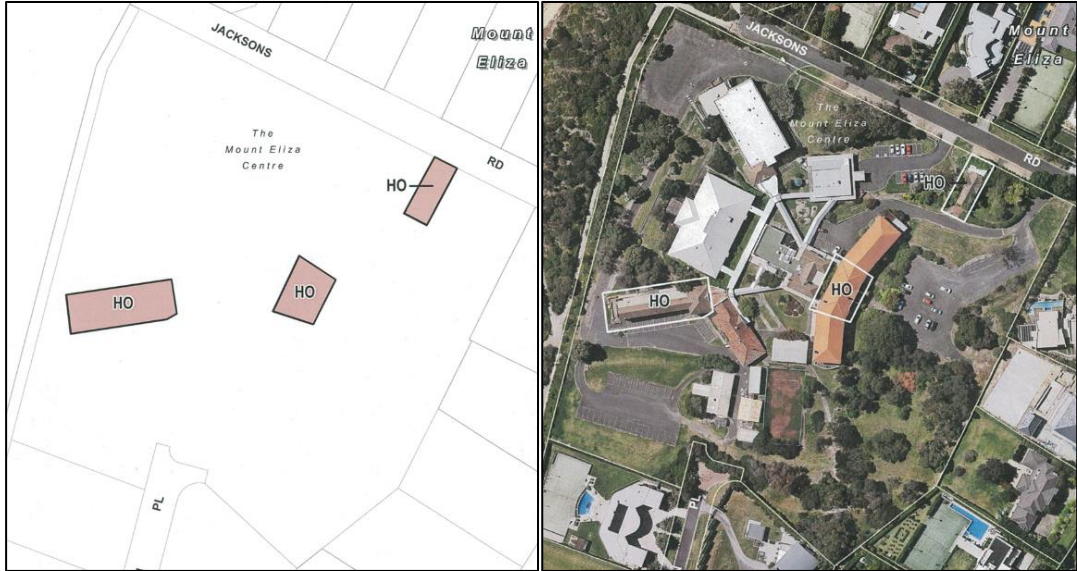 JACKSONS
RD
Mount
Eliza
The
Mount Eliza
Centre
HO
HO
HO
PL
JACKSONS
RD
Mount
Eliza
The
Mount Eliza
Centre
HO
HO
HO
PL